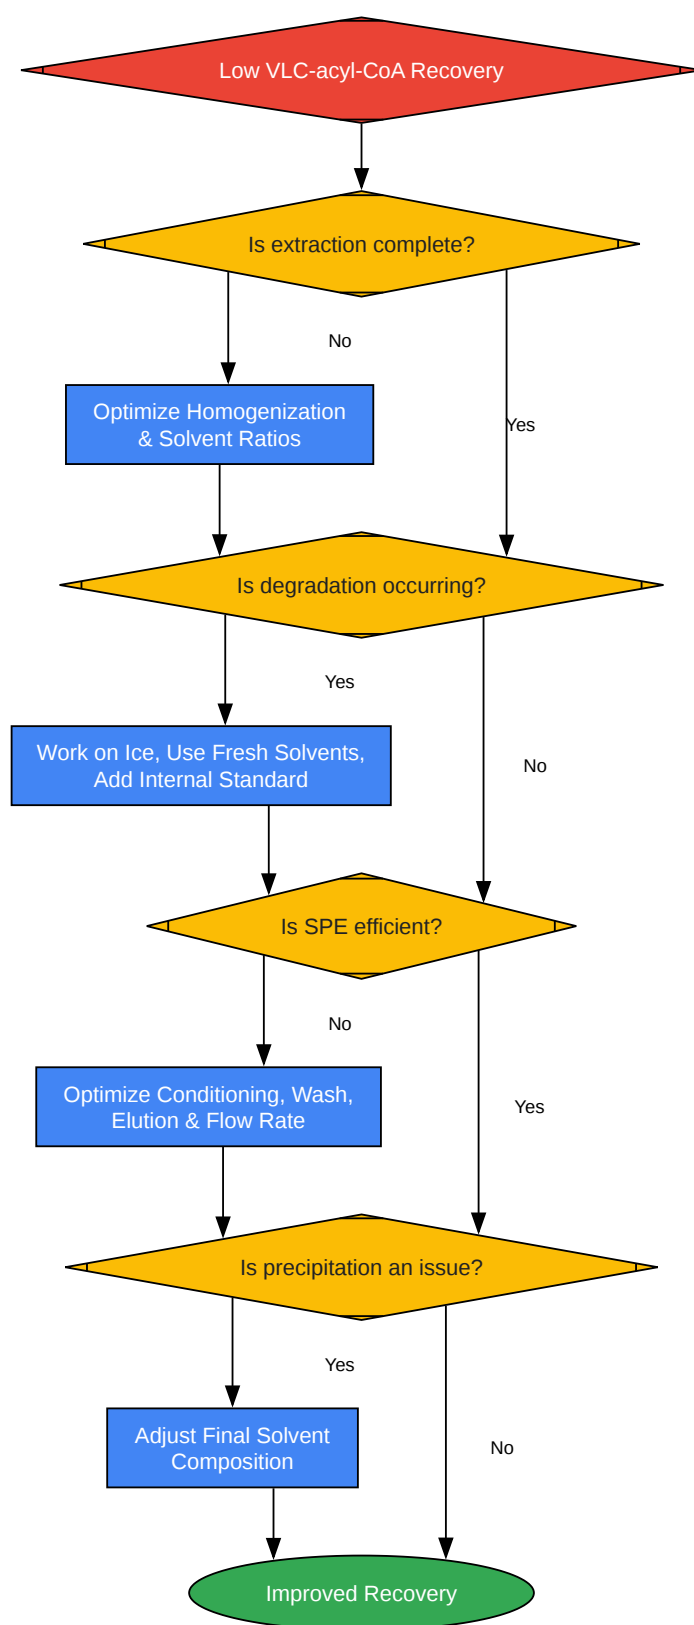 Low VLC-acyl-CoA Recovery
Is extraction complete?
No
Optimize Homogenization
& Solvent Ratios
Yes
Is degradation occurring?
Yes
Work on Ice, Use Fresh Solvents,
Add Internal Standard
No
Is SPE efficient?
No
Optimize Conditioning, Wash,
Elution & Flow Rate
Yes
Is precipitation an issue?
Yes
Adjust Final Solvent
Composition
No
Improved Recovery